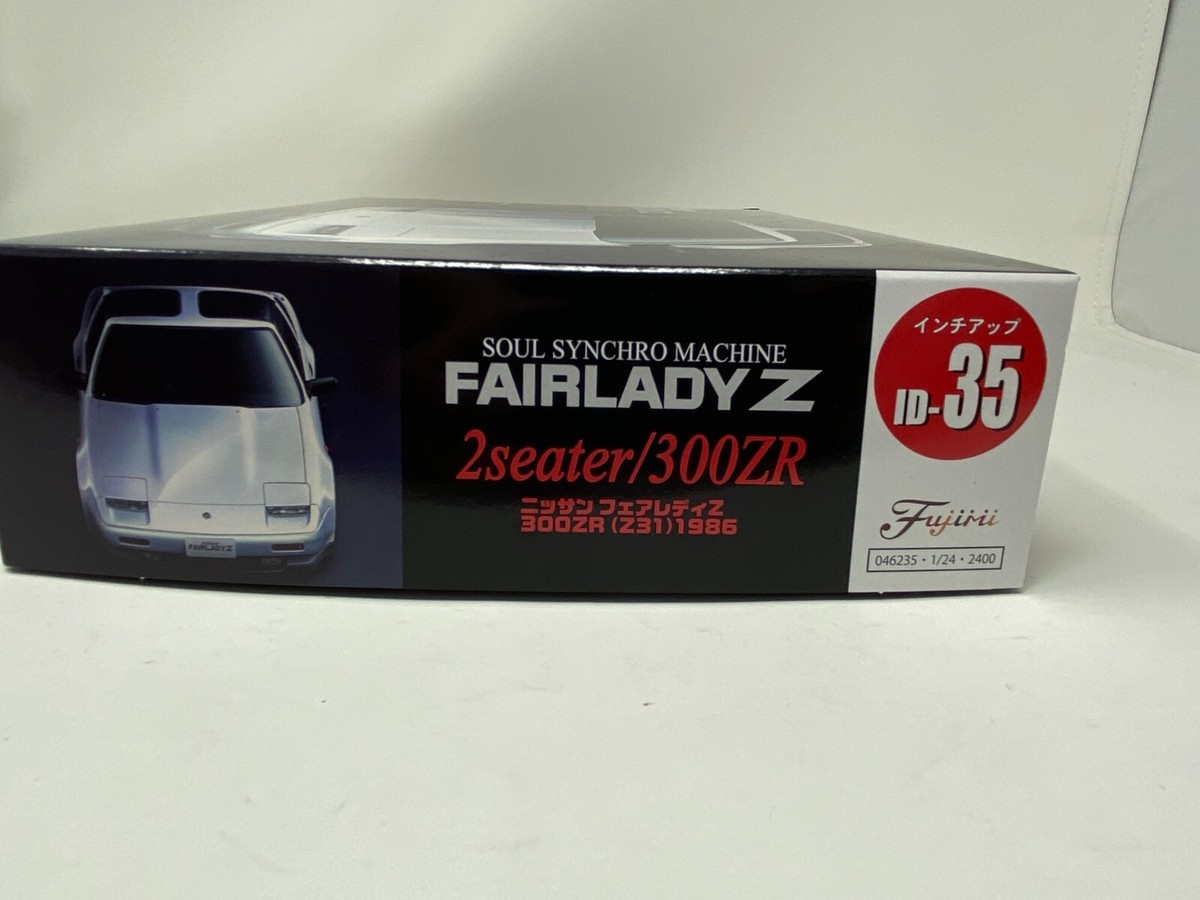 SOUL SYNCHRO MACHINE
FAIRLADY Z
2seater/300ZR
ニッサン フェアレディZ
300ZR (Z31) 1986
FAIRLADY Z
インチアップ
ID-35
Fujimi
046235・1/24・2400